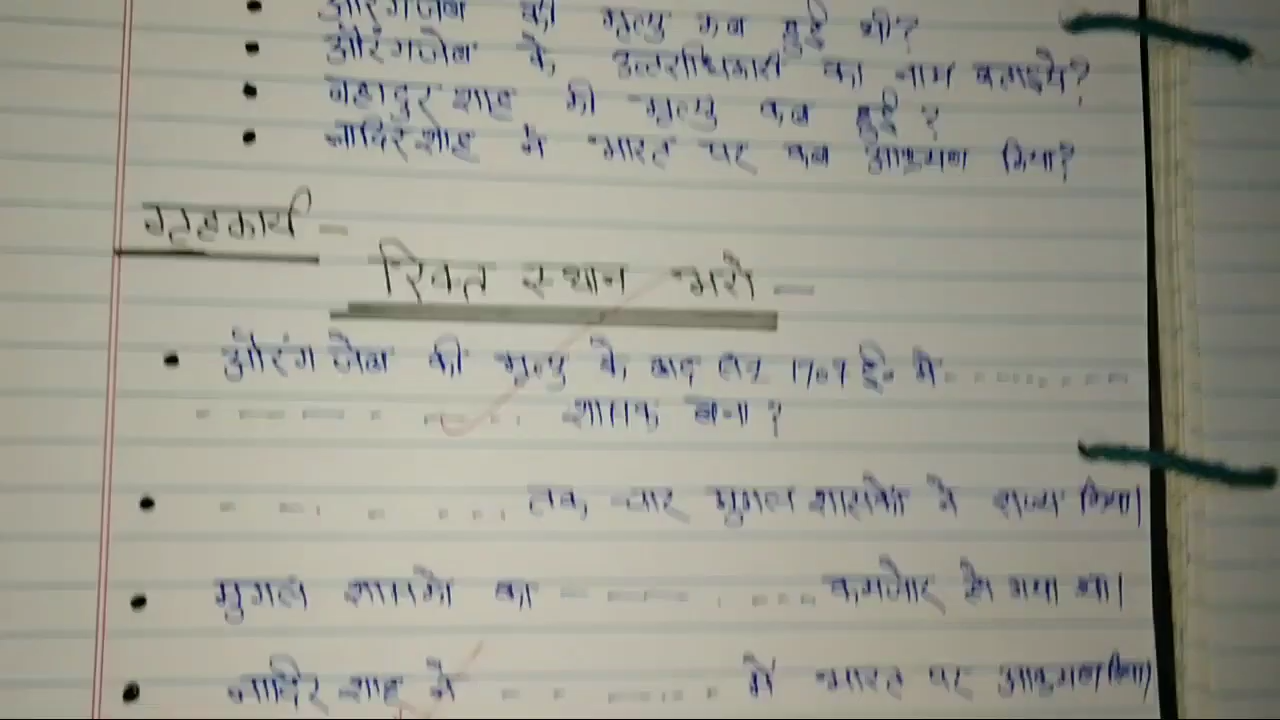 औरंगजेब की मृत्यु कब हुई थी?
औरंगजेब के उत्तराधिकारी का नाम बताइये?
बहादुर शाह की मृत्यु कब हुई ?
नादिरशाह ने भारत पर कब आक्रमण किया?
गृहकार्य -
रिक्त स्थान भरो -
औरंगजेब की मृत्यु के बाद सन 1707 ई. में ............
............ शासक बना?
............ तक चार मुगल शासको ने राज्य किया।
मुगल शासको का ............ कमजोर हो गया था।
नादिर शाह ने ............ में भारत पर आक्रमण किया